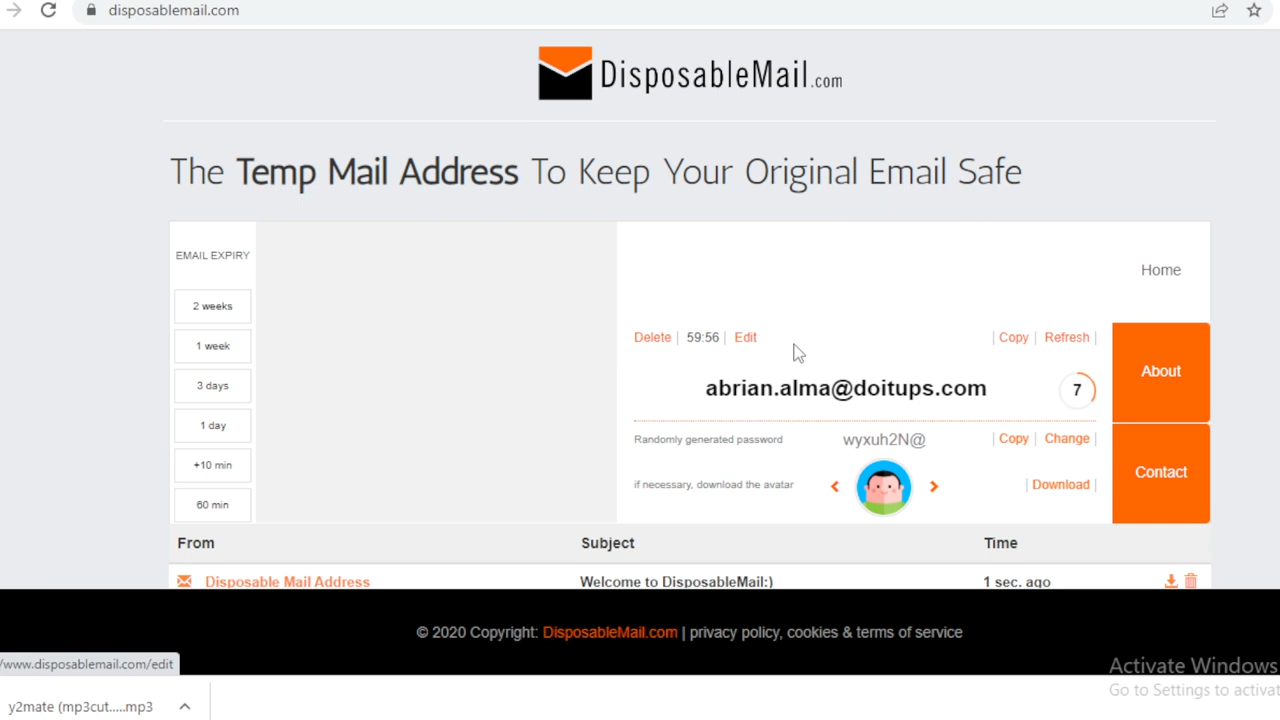 disposablemail.com
DisposableMail.com
The Temp Mail Address To Keep Your Original Email Safe
EMAIL EXPIRY
2 weeks
1 week
3 days
1 day
+10 min
60 min
Home
Delete | 59:56 | Edit
| Copy | Refresh |
About
abrian.alma@doitups.com
7
Randomly generated password
wyxuh2N@
| Copy | Change |
Contact
if necessary, download the avatar
| Download |
From Subject Time
Disposable Mail Address Welcome to DisposableMail:) 1 sec. ago
© 2020 Copyright: DisposableMail.com | privacy policy, cookies & terms of service
/www.disposablemail.com/edit
Activate Windows
Go to Settings to activat
y2mate (mp3cut.....mp3